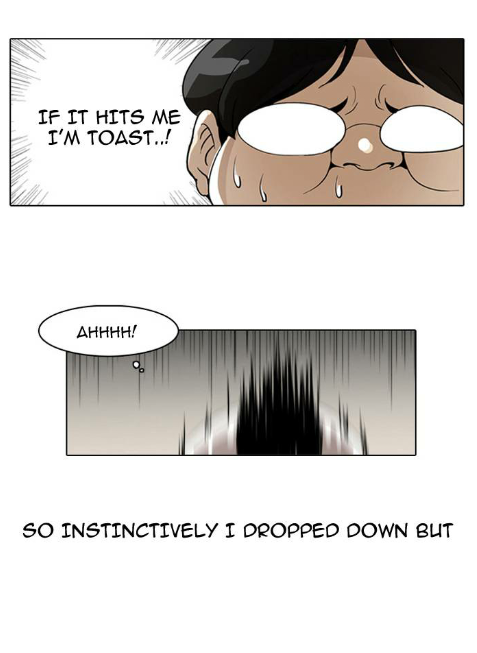 IF IT HITS ME
I'M TOAST..!
AHHHH!
SO INSTINCTIVELY I DROPPED DOWN BUT